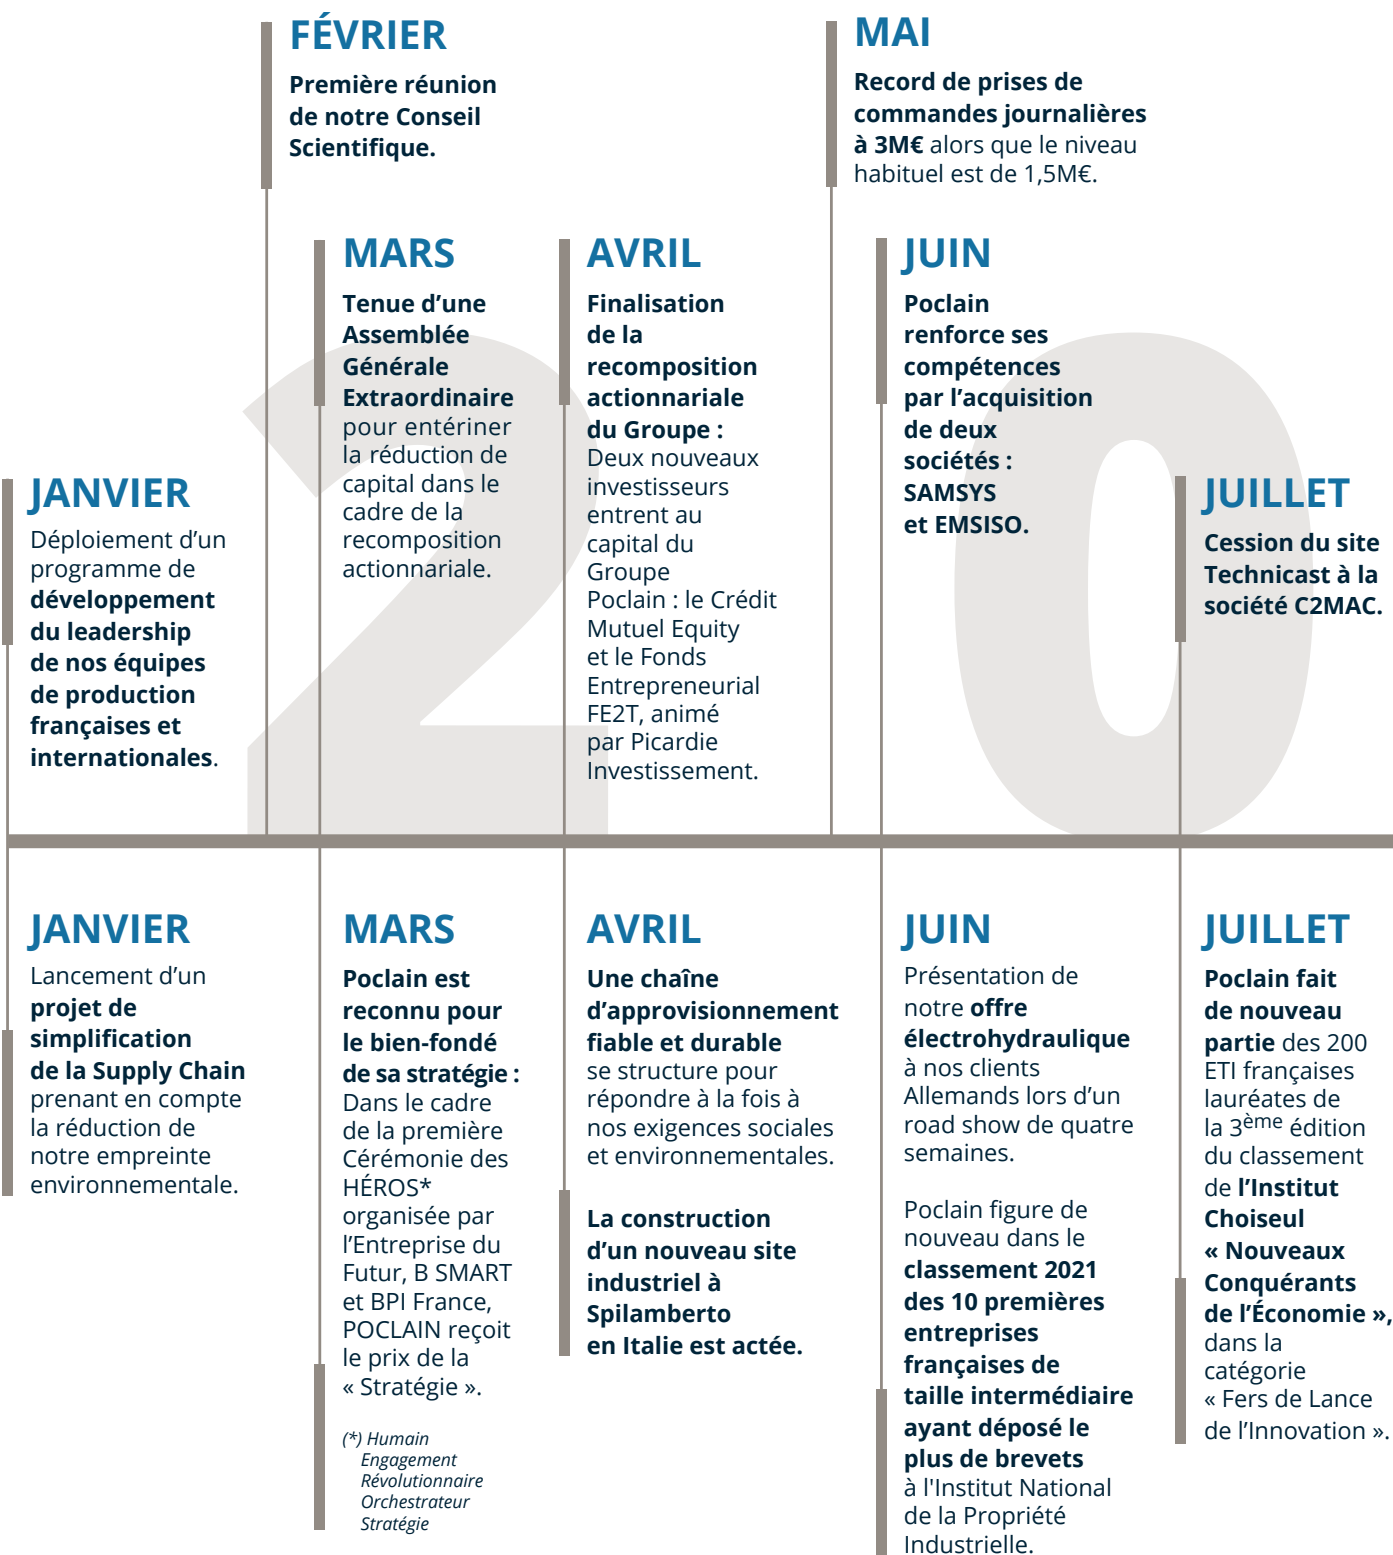 FÉVRIER
Première réunion
de notre Conseil
Scientifique.
MAI
Record de prises de
commandes journalières
à 3M€ alors que le niveau
habituel est de 1,5M€.
JANVIER
Déploiement d’un
programme de
développement
du leadership
de nos équipes
de production
françaises et
internationales.
MARS
Tenue d’une
Assemblée
Générale
Extraordinaire
pour entériner
la réduction de
capital dans le
cadre de la
recomposition
actionnariale.
AVRIL
Finalisation
de la
recomposition
actionnariale
du Groupe :
Deux nouveaux
investisseurs
entrent au
capital du
Groupe
Poclain : le Crédit
Mutuel Equity
et le Fonds
Entrepreneurial
FE2T, animé
par Picardie
Investissement.
JUIN
Poclain
renforce ses
compétences
par l’acquisition
de deux
sociétés :
SAMSYS
et EMSISO.
JUILLET
Cession du site
Technicast à la
société C2MAC.
20
JANVIER
Lancement d’un
projet de
simplification
de la Supply Chain
prenant en compte
la réduction de
notre empreinte
environnementale.
MARS
Poclain est
reconnu pour
le bien-fondé
de sa stratégie :
Dans le cadre
de la première
Cérémonie des
HÉROS*
organisée par
l’Entreprise du
Futur, B SMART
et BPI France,
POCLAIN reçoit
le prix de la
« Stratégie ».
(*) Humain
Engagement
Révolutionnaire
Orchestrateur
Stratégie
AVRIL
Une chaîne
d’approvisionnement
fiable et durable
se structure pour
répondre à la fois à
nos exigences sociales
et environnementales.
La construction
d’un nouveau site
industriel à
Spilamberto
en Italie est actée.
JUIN
Présentation de
notre offre
électrohydraulique
à nos clients
Allemands lors d’un
road show de quatre
semaines.
Poclain figure de
nouveau dans le
classement 2021
des 10 premières
entreprises
françaises de
taille intermédiaire
ayant déposé le
plus de brevets
à l'Institut National
de la Propriété
Industrielle.
JUILLET
Poclain fait
de nouveau
partie des 200
ETI françaises
lauréates de
la 3ème édition
du classement
de l’Institut
Choiseul
« Nouveaux
Conquérants
de l’Économie »,
dans la
catégorie
« Fers de Lance
de l’Innovation ».